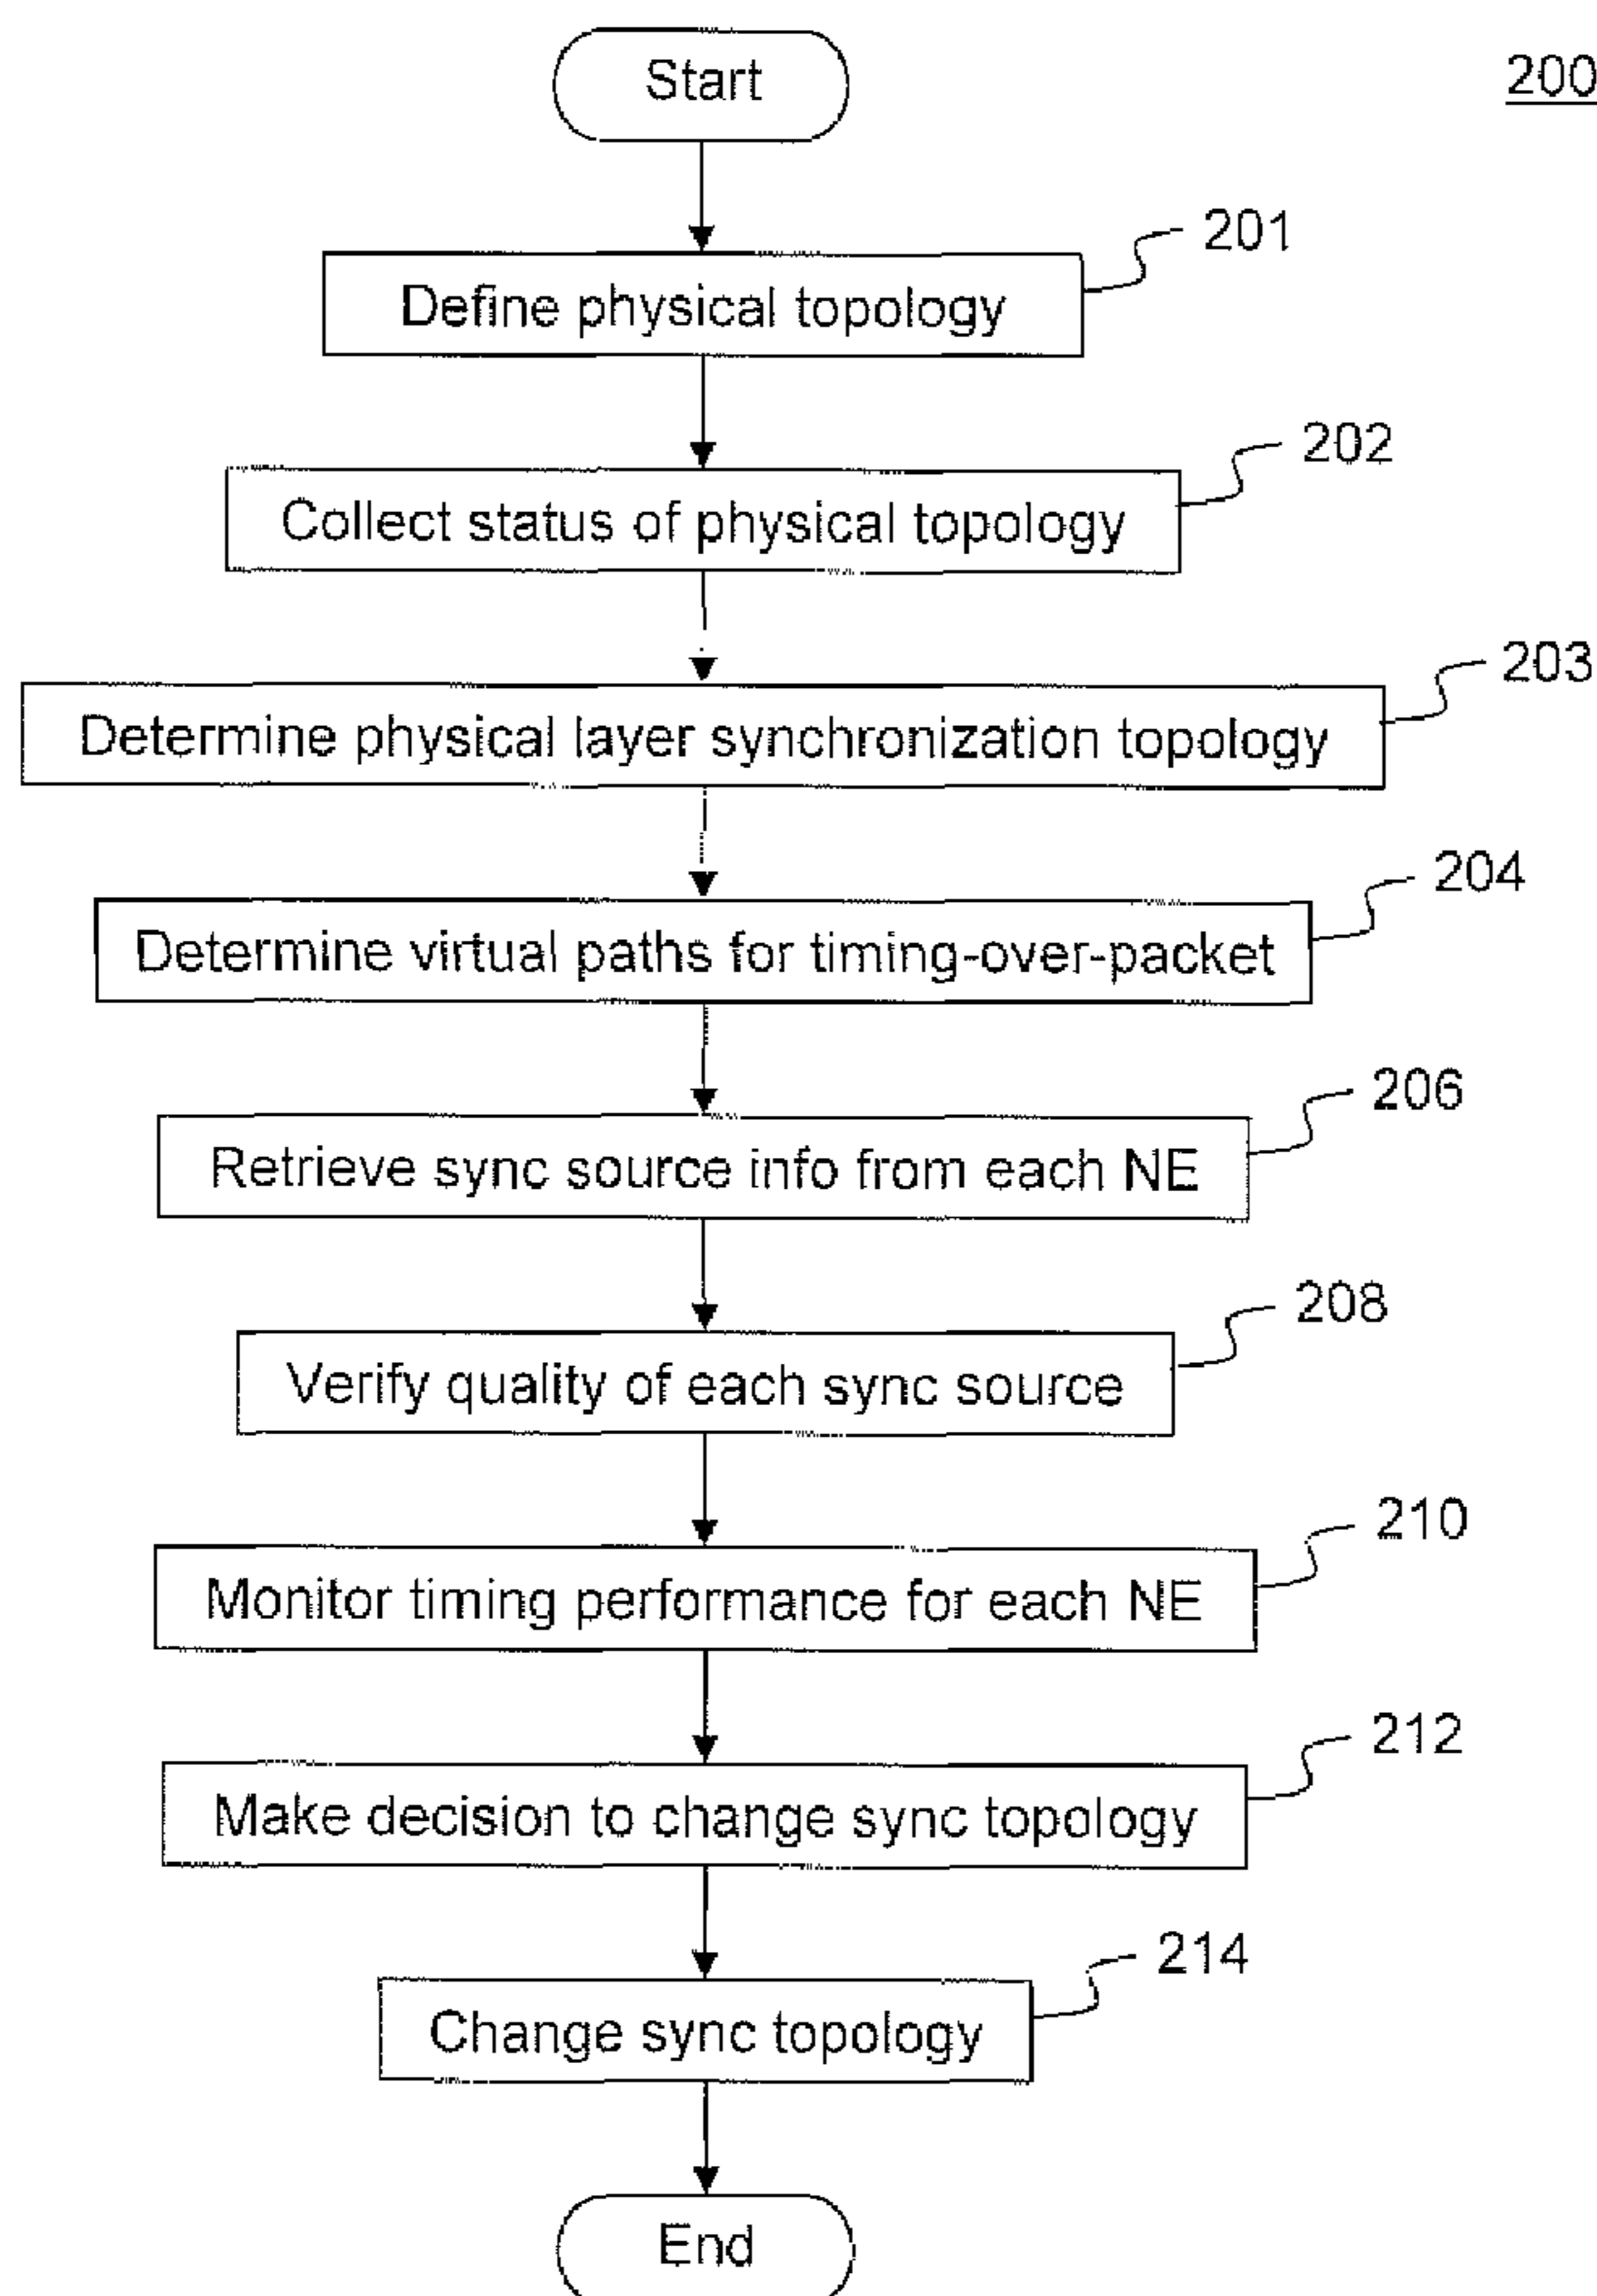 Start
200
201
Define physical topology
202
Collect status of physical topology
203
Determine physical layer synchronization topology
204
Determine virtual paths for timing-over-packet
206
Retrieve sync source info from each NE
208
Verify quality of each sync source
210
Monitor timing performance for each NE
212
Make decision to change sync topology
214
Change sync topology
End